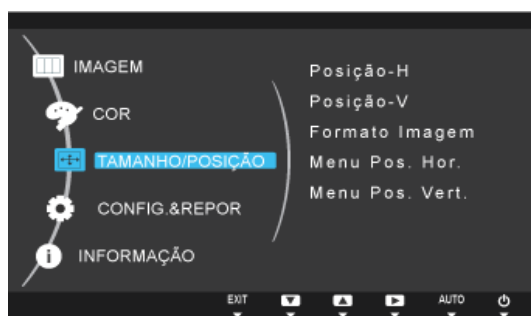 IMAGEM
COR
TAMANHO/POSIÇÃO
CONFIG.&REPOR
INFORMAÇÃO
Posição-H
Posição-V
Formato Imagem
Menu Pos. Hor.
Menu Pos. Vert.
EXIT AUTO